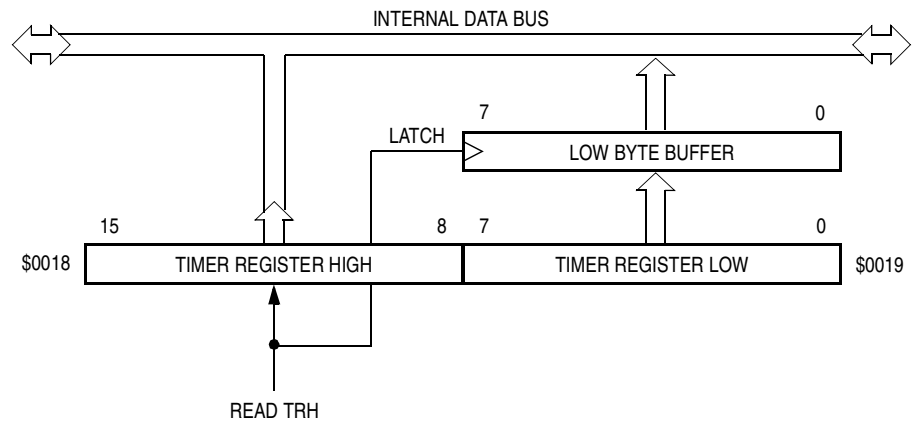 INTERNAL DATA BUS
7 0
LATCH
LOW BYTE BUFFER
15 8 7 0
$0018 TIMER REGISTER HIGH TIMER REGISTER LOW $0019
READ TRH